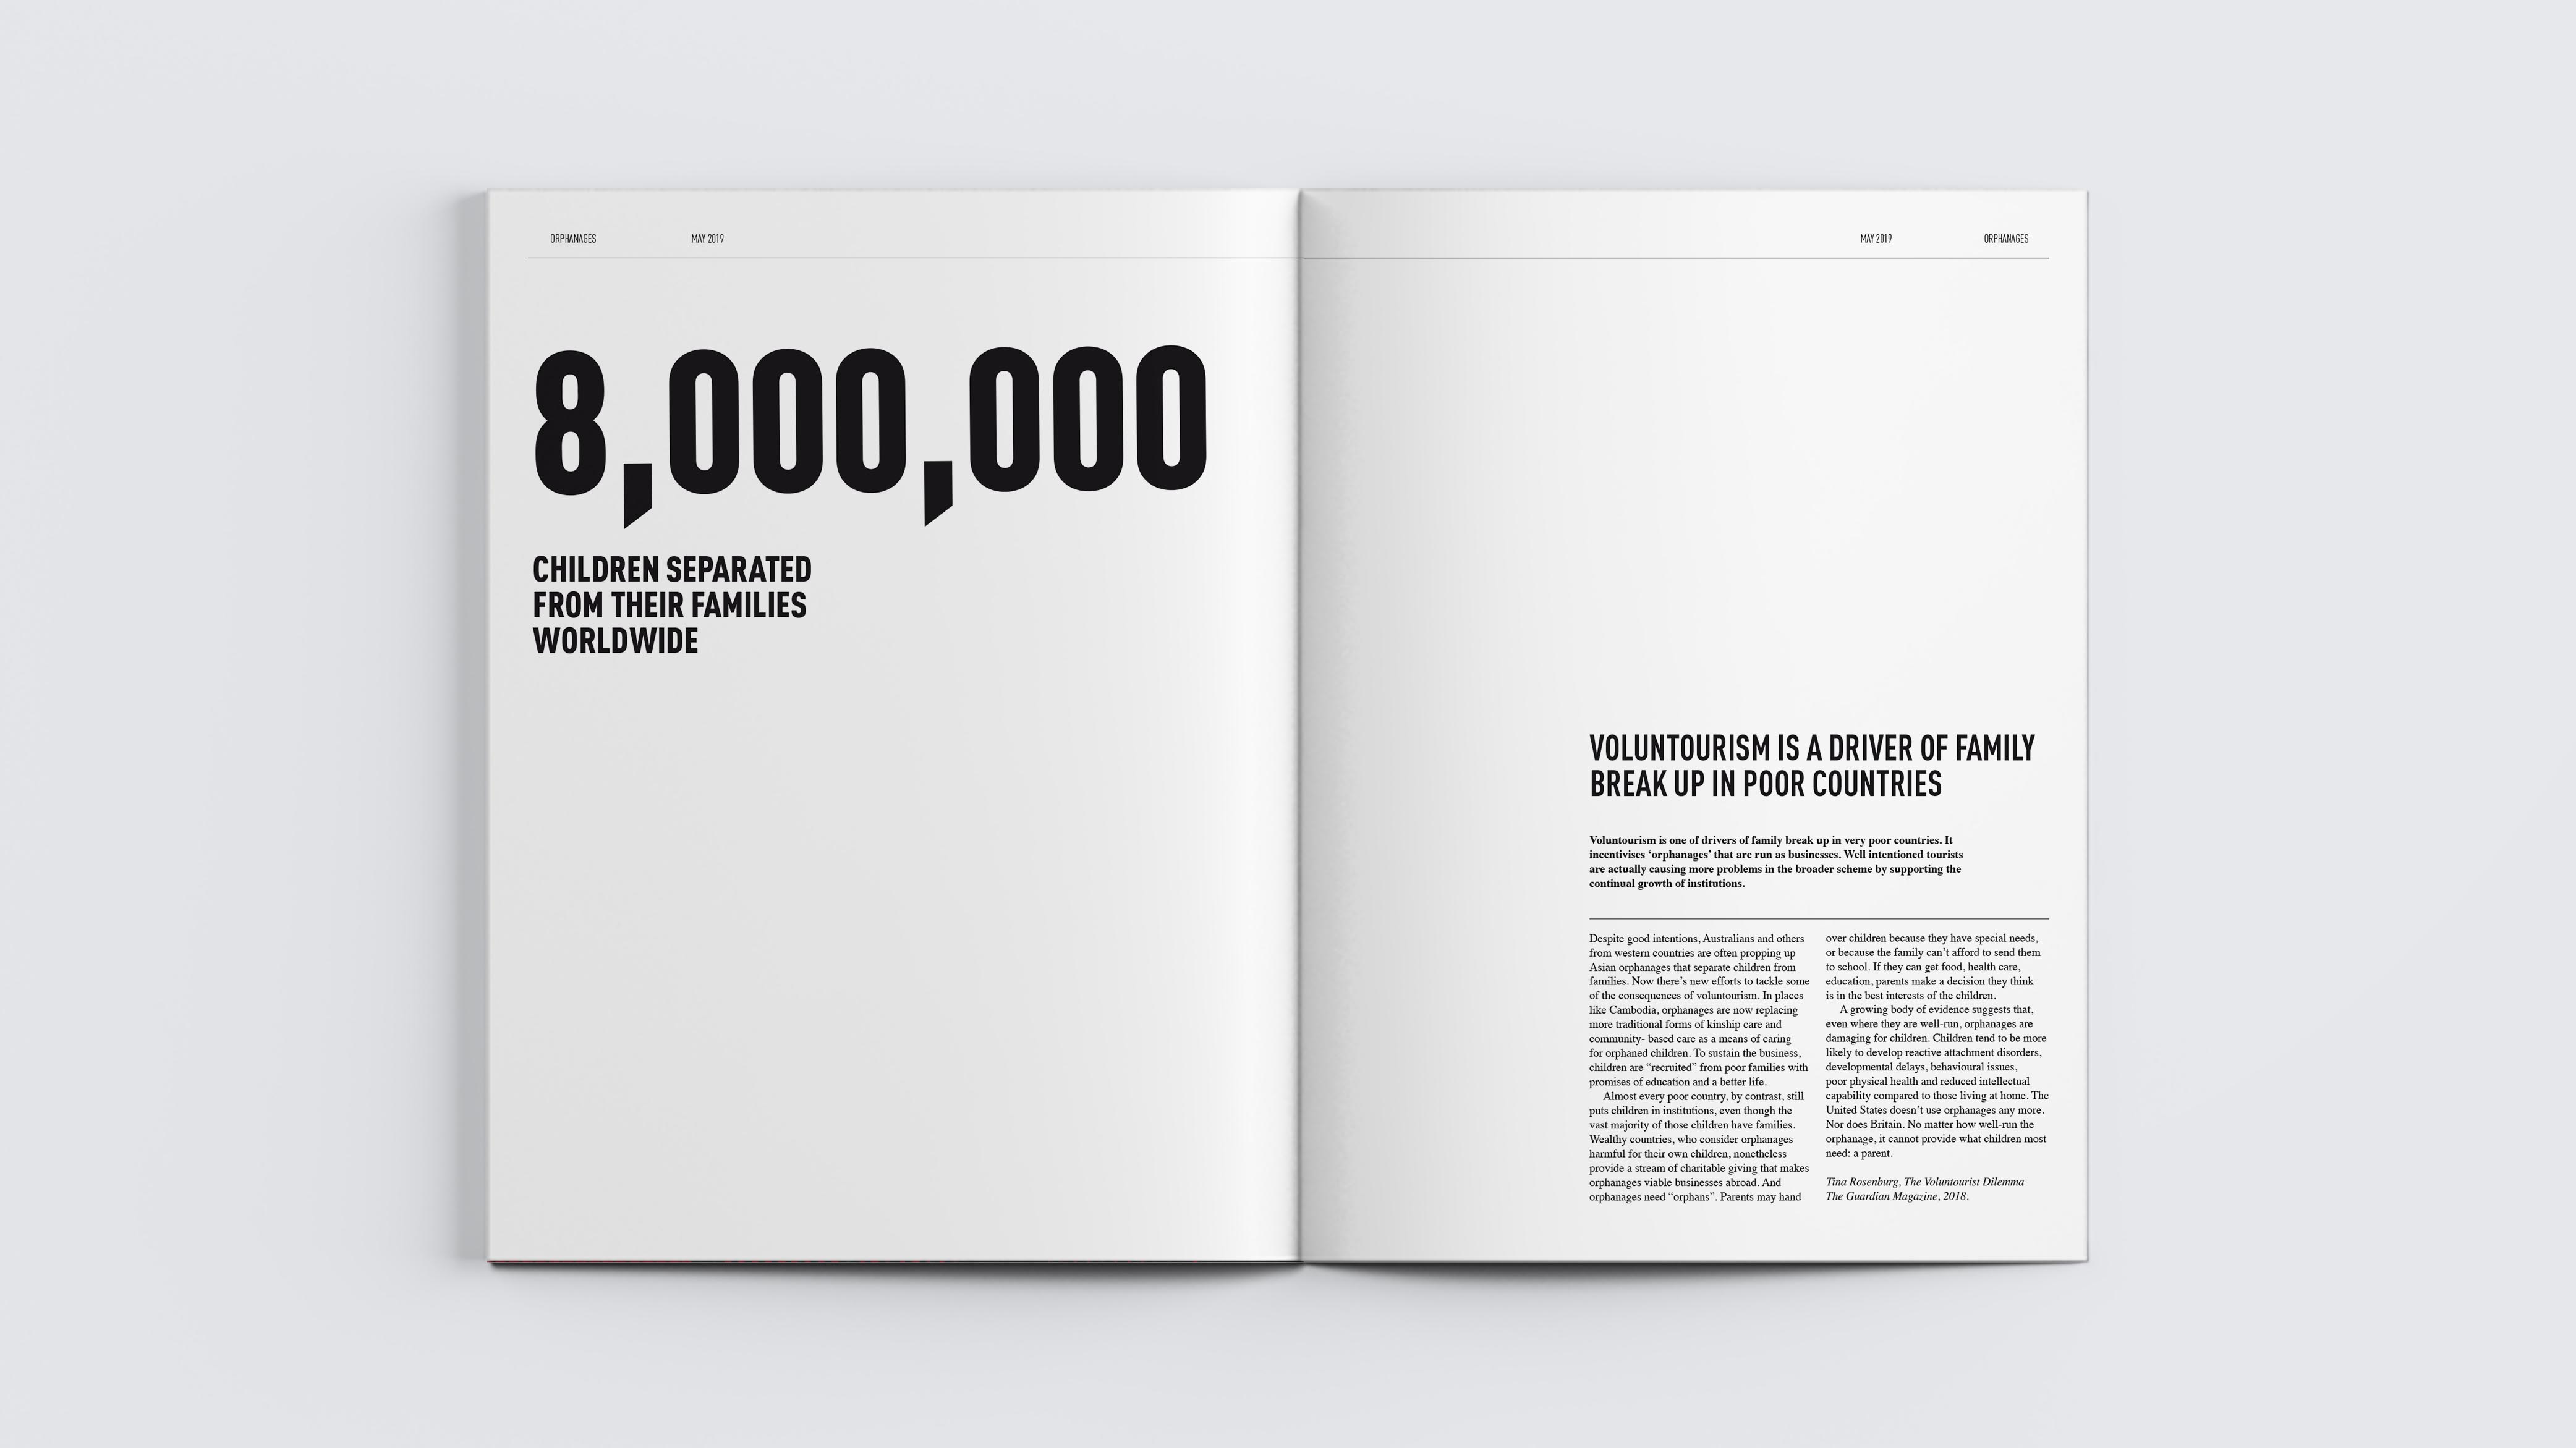 ORPHANAGES MAY 2019
8,000,000
CHILDREN SEPARATED
FROM THEIR FAMILIES
WORLDWIDE
MAY 2019 ORPHANAGES
VOLUNTOURISM IS A DRIVER OF FAMILY
BREAK UP IN POOR COUNTRIES
Voluntourism is one of drivers of family break up in very poor countries. It
incentivises ‘orphanages’ that are run as businesses. Well intentioned tourists
are actually causing more problems in the broader scheme by supporting the
continual growth of institutions.
Despite good intentions, Australians and others
from western countries are often propping up
Asian orphanages that separate children from
families. Now there’s new efforts to tackle some
of the consequences of voluntourism. In places
like Cambodia, orphanages are now replacing
more traditional forms of kinship care and
community- based care as a means of caring
for orphaned children. To sustain the business,
children are “recruited” from poor families with
promises of education and a better life.
Almost every poor country, by contrast, still
puts children in institutions, even though the
vast majority of those children have families.
Wealthy countries, who consider orphanages
harmful for their own children, nonetheless
provide a stream of charitable giving that makes
orphanages viable businesses abroad. And
orphanages need “orphans”. Parents may hand
over children because they have special needs,
or because the family can’t afford to send them
to school. If they can get food, health care,
education, parents make a decision they think
is in the best interests of the children.
A growing body of evidence suggests that,
even where they are well-run, orphanages are
damaging for children. Children tend to be more
likely to develop reactive attachment disorders,
developmental delays, behavioural issues,
poor physical health and reduced intellectual
capability compared to those living at home. The
United States doesn’t use orphanages any more.
Nor does Britain. No matter how well-run the
orphanage, it cannot provide what children most
need: a parent.
Tina Rosenburg, The Voluntourist Dilemma
The Guardian Magazine, 2018.